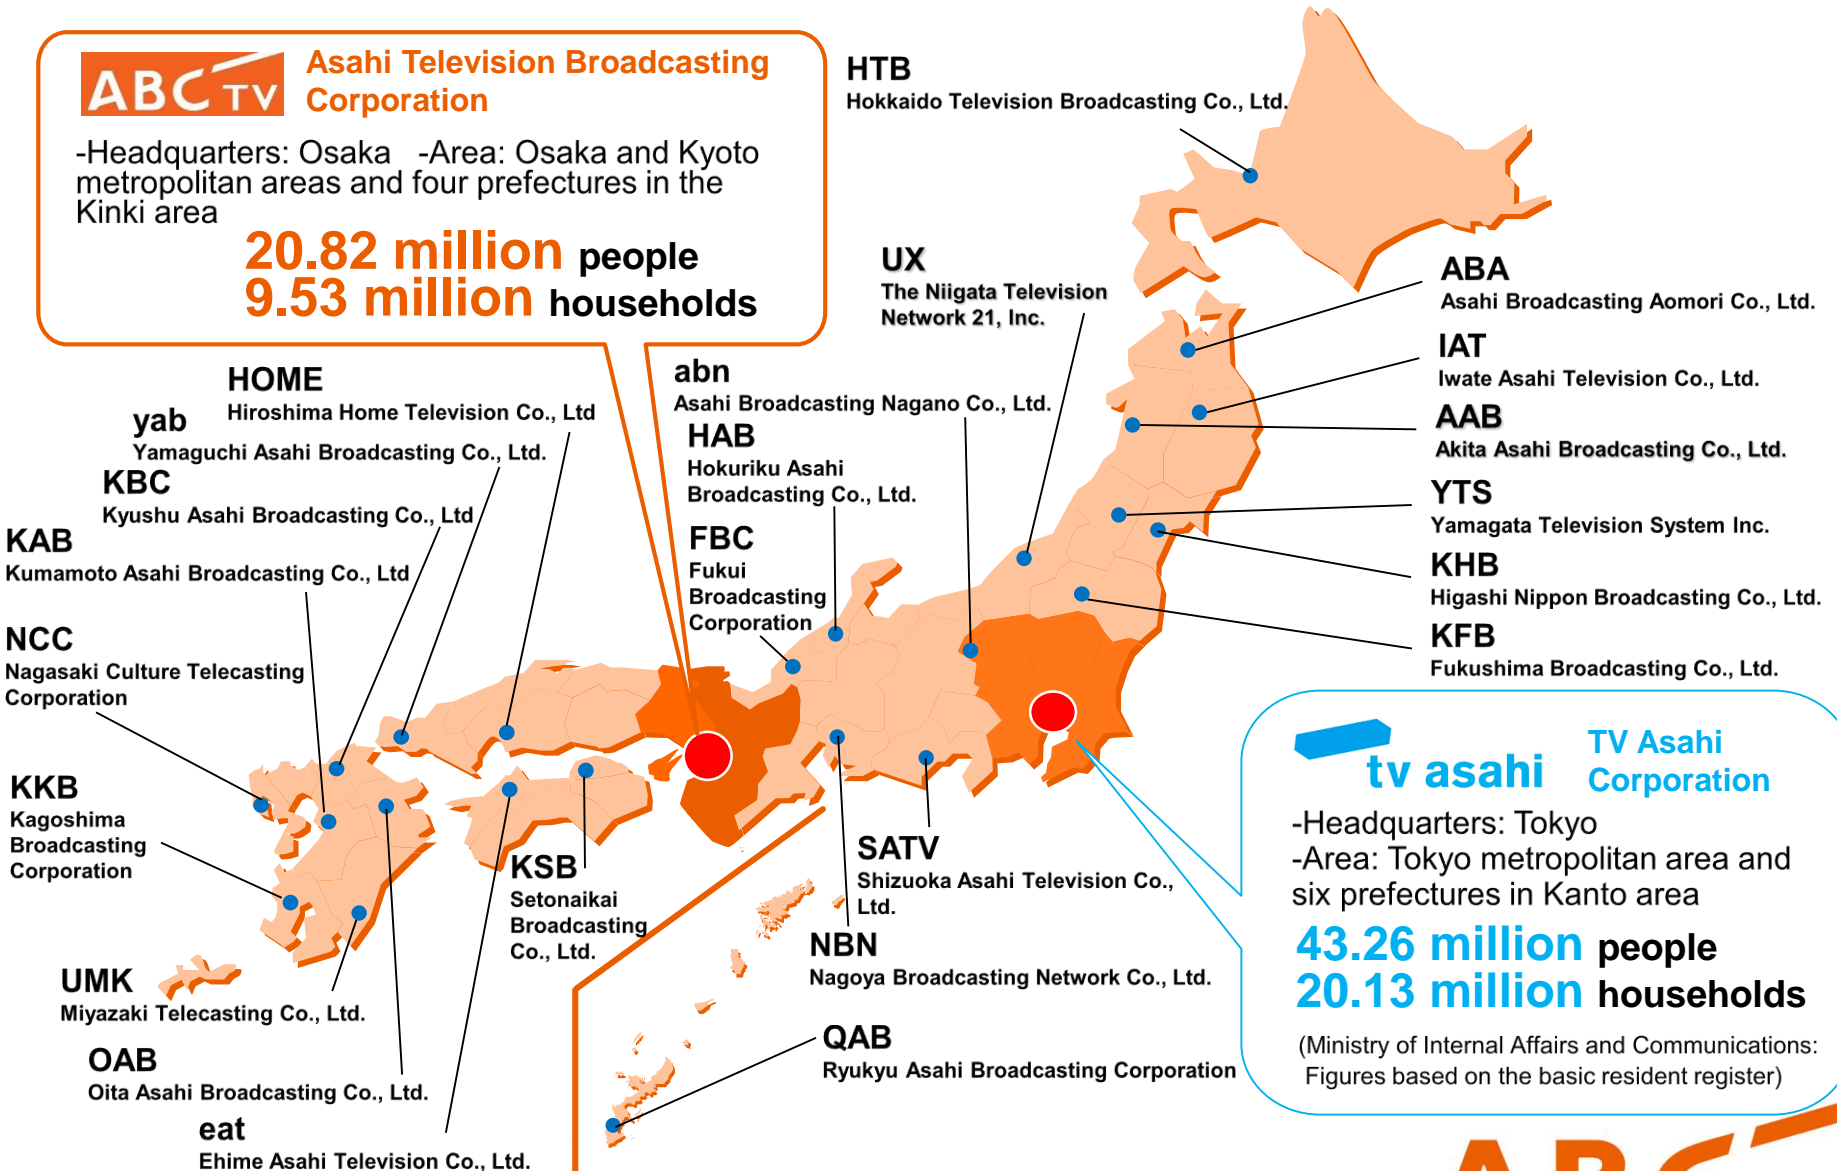 ABC TV
Asahi Television Broadcasting
Corporation
-Headquarters: Osaka   -Area: Osaka and Kyoto
metropolitan areas and four prefectures in the
Kinki area
20.82 million people
9.53 million households
HTB
Hokkaido Television Broadcasting Co., Ltd.
UX
The Niigata Television
Network 21, Inc.
ABA
Asahi Broadcasting Aomori Co., Ltd.
IAT
Iwate Asahi Television Co., Ltd.
AAB
Akita Asahi Broadcasting Co., Ltd.
YTS
Yamagata Television System Inc.
KHB
Higashi Nippon Broadcasting Co., Ltd.
KFB
Fukushima Broadcasting Co., Ltd.
HOME
Hiroshima Home Television Co., Ltd
yab
Yamaguchi Asahi Broadcasting Co., Ltd.
KBC
Kyushu Asahi Broadcasting Co., Ltd
KAB
Kumamoto Asahi Broadcasting Co., Ltd
NCC
Nagasaki Culture Telecasting
Corporation
KKB
Kagoshima
Broadcasting
Corporation
UMK
Miyazaki Telecasting Co., Ltd.
OAB
Oita Asahi Broadcasting Co., Ltd.
eat
Ehime Asahi Television Co., Ltd.
abn
Asahi Broadcasting Nagano Co., Ltd.
HAB
Hokuriku Asahi
Broadcasting Co., Ltd.
FBC
Fukui
Broadcasting
Corporation
KSB
Setonaikai
Broadcasting
Co., Ltd.
SATV
Shizuoka Asahi Television Co.,
Ltd.
NBN
Nagoya Broadcasting Network Co., Ltd.
QAB
Ryukyu Asahi Broadcasting Corporation
tv asahi
TV Asahi
Corporation
-Headquarters: Tokyo
-Area: Tokyo metropolitan area and
six prefectures in Kanto area
43.26 million people
20.13 million households
(Ministry of Internal Affairs and Communications:
Figures based on the basic resident register)
ABC